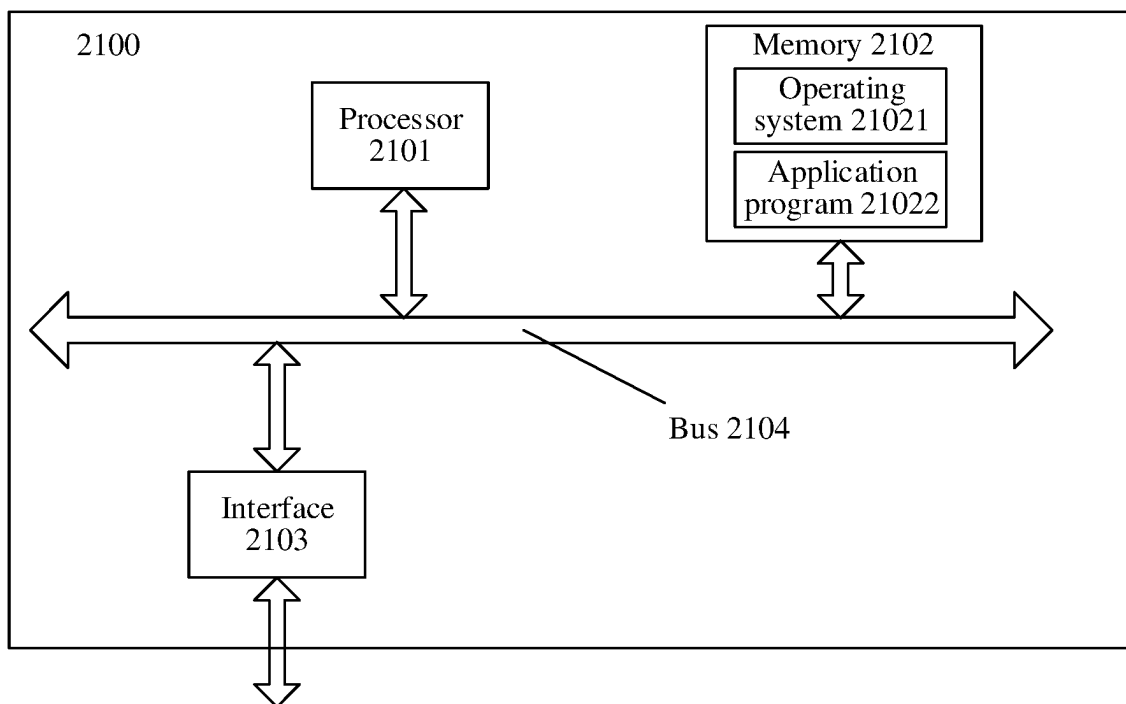 2100
Memory 2102
Operating
system 21021
Application
program 21022
Processor
2101
Bus 2104
Interface
2103